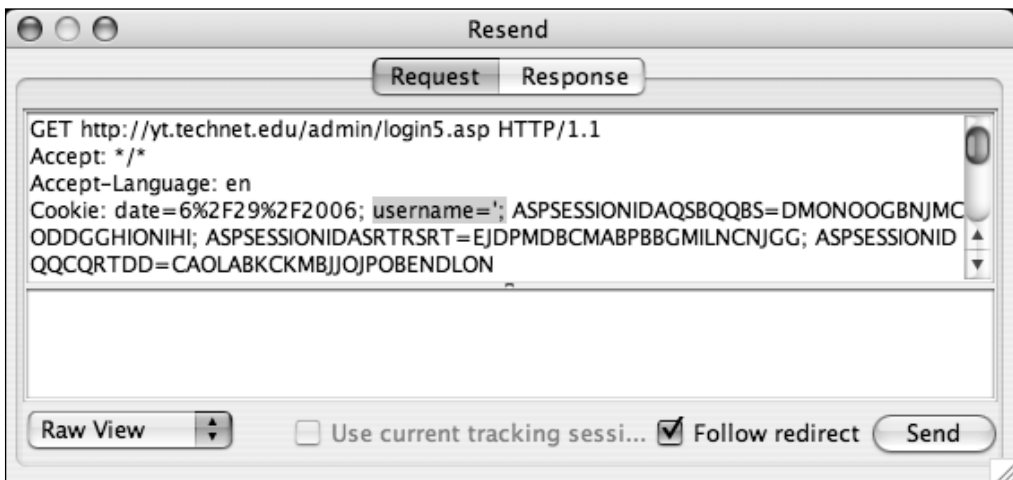 Resend
Request Response
GET http://yt.technet.edu/admin/login5.asp HTTP/1.1
Accept: */*
Accept-Language: en
Cookie: date=6%2F29%2F2006; username='; ASPSESSIONIDAQSBQQBS=DMONOOGBNJMC
ODDGGHIONIHI; ASPSESSIONIDASRTRSRT=EJDPMDBCMABPBBGMILNCNJGG; ASPSESSIONID
QQCQRTDD=CAOLABKCKMBJJOJPOBENDLON
Raw View Use current tracking sessi... Follow redirect Send